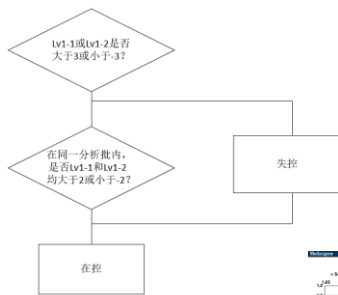 Lv1-1或Lv1-2是否
大于3或小于-3?
在同一分析批内,
是否Lv1-1和Lv1-2
均大于2或小于-2?
失控
在控
Medscape